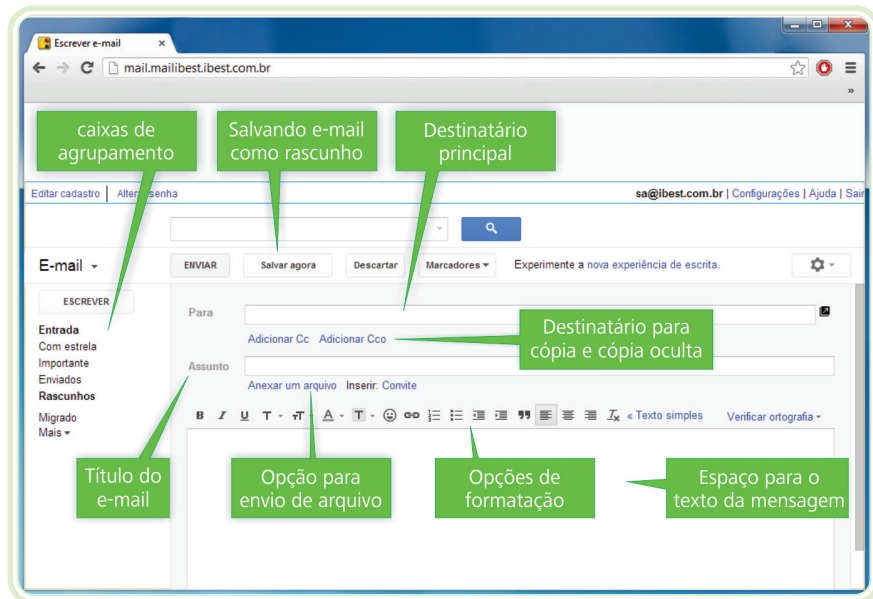 Escrever e-mail
mail.mailibest.ibest.com.br
caixas de
agrupamento
Salvando e-mail
como rascunho
Destinatário
principal
Editar cadastro | senha
sa@ibest.com.br | Configurações | Ajuda | Sair
E-mail
ENVIAR Salvar agora Descartar Marcadores Experimente a nova experiência de escrita.
ESCREVER
Para
Entrada
Com estrela
Importante
Enviados
Rascunhos
Migrado
Mais
Adicionar Cc Adicionar Cco
Destinatário para
cópia e cópia oculta
Assunto
Anexar um arquivo Inserir: Convite
B I U T T A T « Texto simples Verificar ortografia
Título do
e-mail
Opção para
envio de arquivo
Opções de
formatação
Espaço para o
texto da mensagem